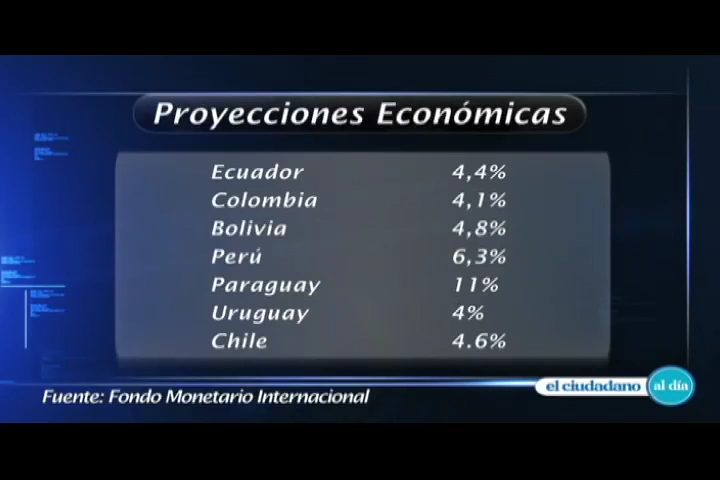 Proyecciones Económicas
Ecuador 4,4%
Colombia 4,1%
Bolivia 4,8%
Perú 6,3%
Paraguay 11%
Uruguay 4%
Chile 4.6%
el ciudadano al día
Fuente: Fondo Monetario Internacional